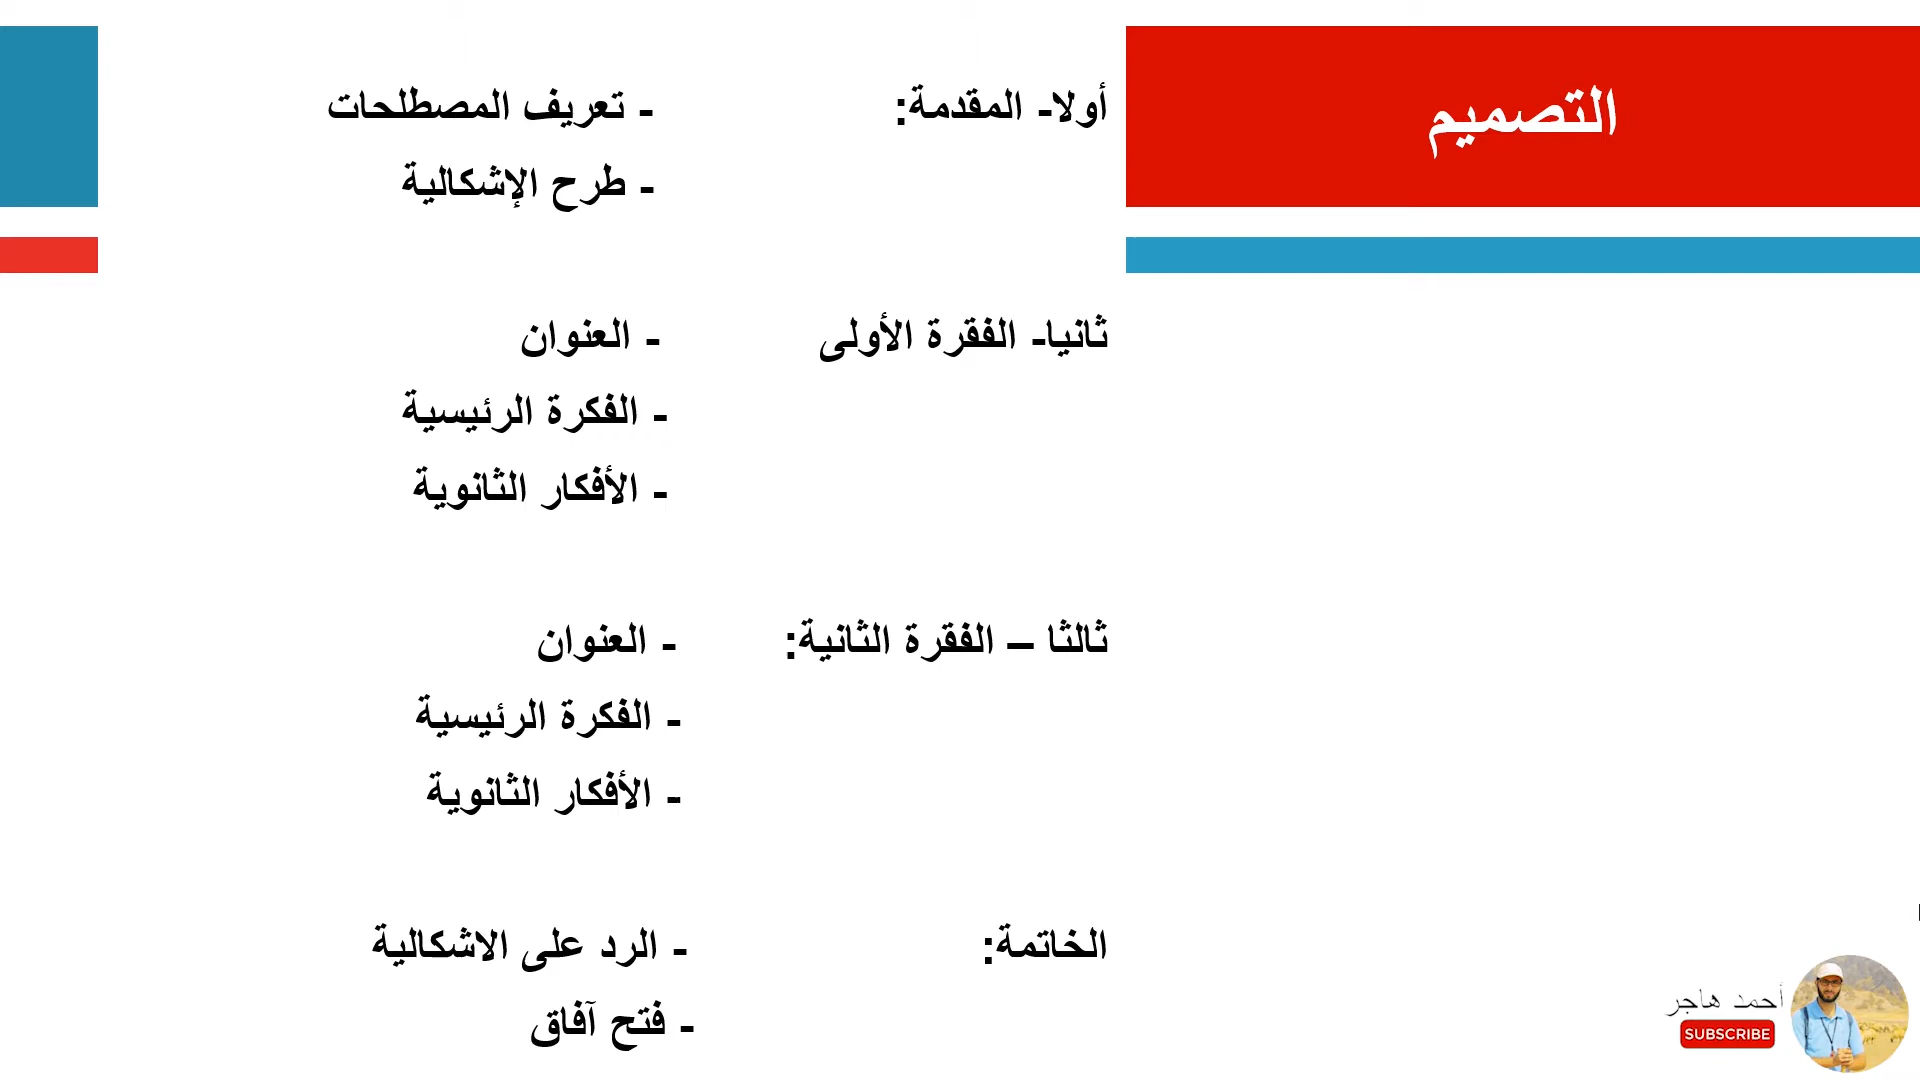 التصميم
أولا- المقدمة: - تعريف المصطلحات
- طرح الإشكالية
ثانيا- الفقرة الأولى - العنوان
- الفكرة الرئيسية
- الأفكار الثانوية
ثالثا – الفقرة الثانية: - العنوان
- الفكرة الرئيسية
- الأفكار الثانوية
الخاتمة: - الرد على الاشكالية
- فتح آفاق
أحمد هاجر
SUBSCRIBE